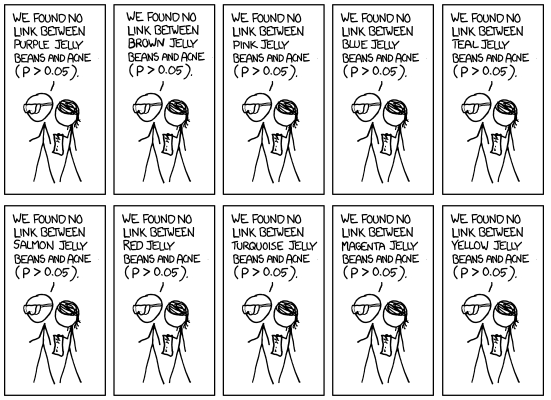 WE FOUND NO
LINK BETWEEN
PURPLE JELLY
BEANS AND ACNE
(P > 0.05).
WE FOUND NO
LINK BETWEEN
BROWN JELLY
BEANS AND ACNE
(P > 0.05).
WE FOUND NO
LINK BETWEEN
PINK JELLY
BEANS AND ACNE
(P > 0.05).
WE FOUND NO
LINK BETWEEN
BLUE JELLY
BEANS AND ACNE
(P > 0.05).
WE FOUND NO
LINK BETWEEN
TEAL JELLY
BEANS AND ACNE
(P > 0.05).
WE FOUND NO
LINK BETWEEN
SALMON JELLY
BEANS AND ACNE
(P > 0.05).
WE FOUND NO
LINK BETWEEN
RED JELLY
BEANS AND ACNE
(P > 0.05).
WE FOUND NO
LINK BETWEEN
TURQUOISE JELLY
BEANS AND ACNE
(P > 0.05).
WE FOUND NO
LINK BETWEEN
MAGENTA JELLY
BEANS AND ACNE
(P > 0.05).
WE FOUND NO
LINK BETWEEN
YELLOW JELLY
BEANS AND ACNE
(P > 0.05).